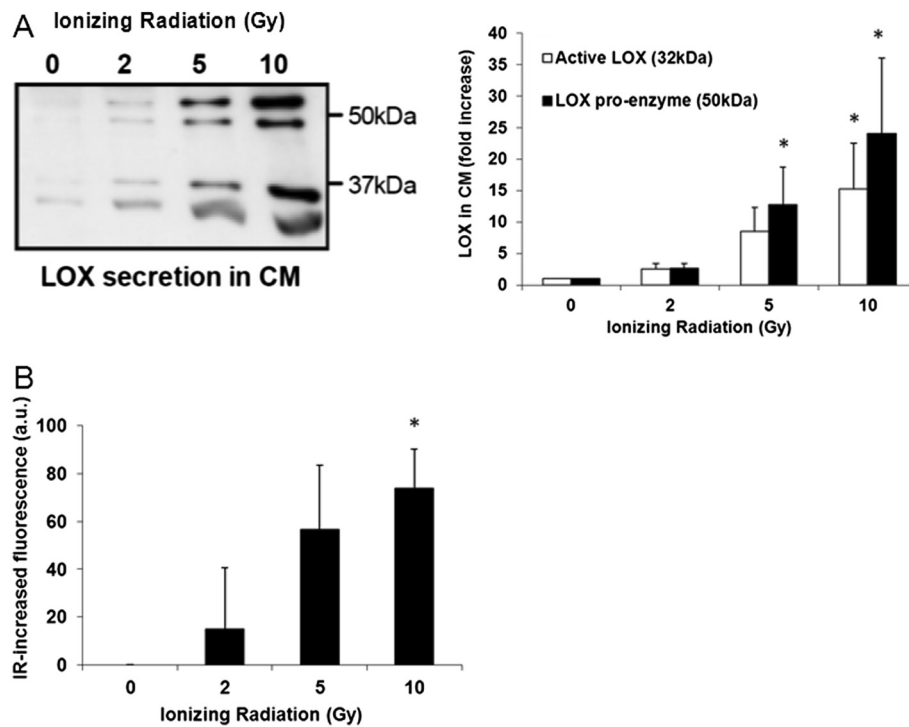 A
Ionizing Radiation (Gy)
0 2 5 10
50kDa
37kDa
LOX secretion in CM
LOX in CM (fold increase)
40
35
30
25
20
15
10
5
0
Active LOX (32kDa)
LOX pro-enzyme (50kDa)
*
*
*
0 2 5 10
Ionizing Radiation (Gy)
B
IR-increased fluorescence (a.u.)
100
80
60
40
20
0
*
0 2 5 10
Ionizing Radiation (Gy)